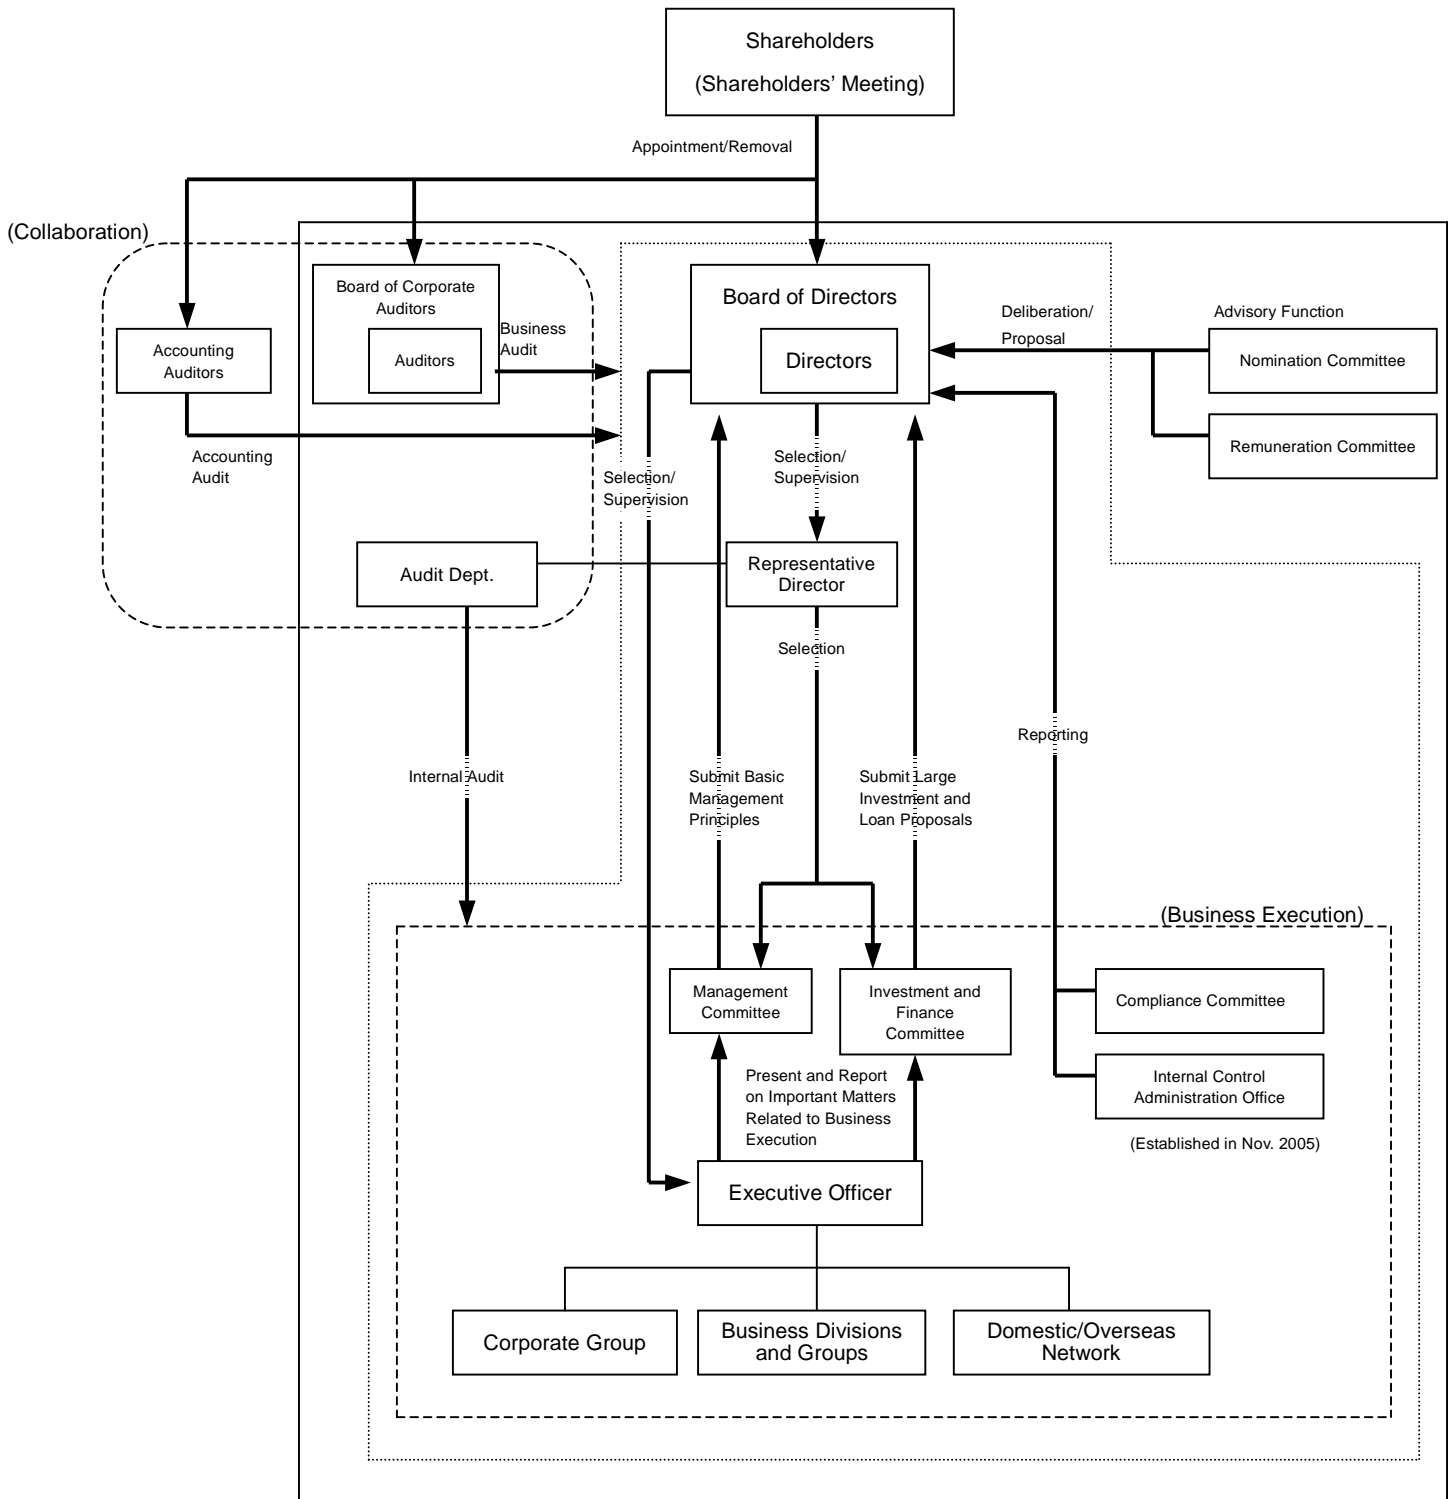 Shareholders
(Shareholders’ Meeting)
Appointment/Removal
(Collaboration)
Board of Corporate
Auditors
Auditors
Business
Audit
Accounting
Auditors
Accounting
Audit
Board of Directors
Directors
Deliberation/
Proposal
Advisory Function
Nomination Committee
Remuneration Committee
Selection/
Supervision
Selection/
Supervision
Audit Dept.
Representative
Director
Selection
Reporting
Internal Audit
Submit Basic
Management
Principles
Submit Large
Investment and
Loan Proposals
(Business Execution)
Management
Committee
Investment and
Finance
Committee
Compliance Committee
Internal Control
Administration Office
(Established in Nov. 2005)
Present and Report
on Important Matters
Related to Business
Execution
Executive Officer
Corporate Group
Business Divisions
and Groups
Domestic/Overseas
Network